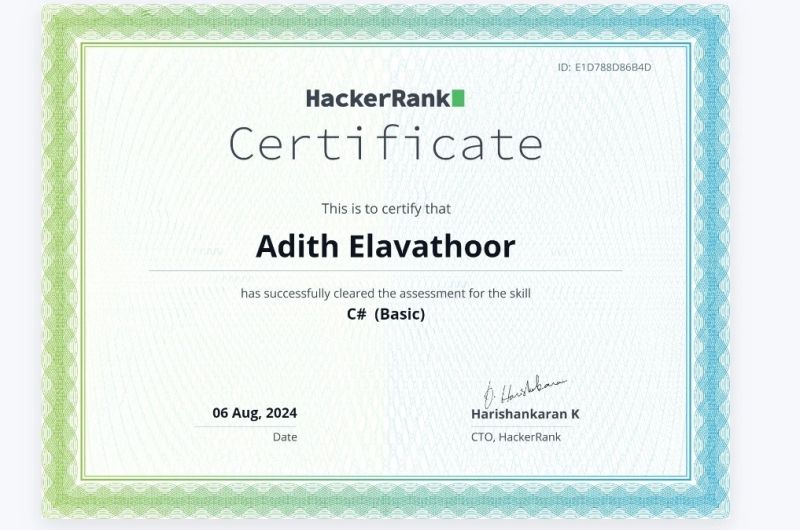 ID: E1D788D86B4D
HackerRank
Certificate
This is to certify that
Adith Elavathoor
has successfully cleared the assessment for the skill
C# (Basic)
06 Aug, 2024
Harishankaran K
Date
CTO, HackerRank